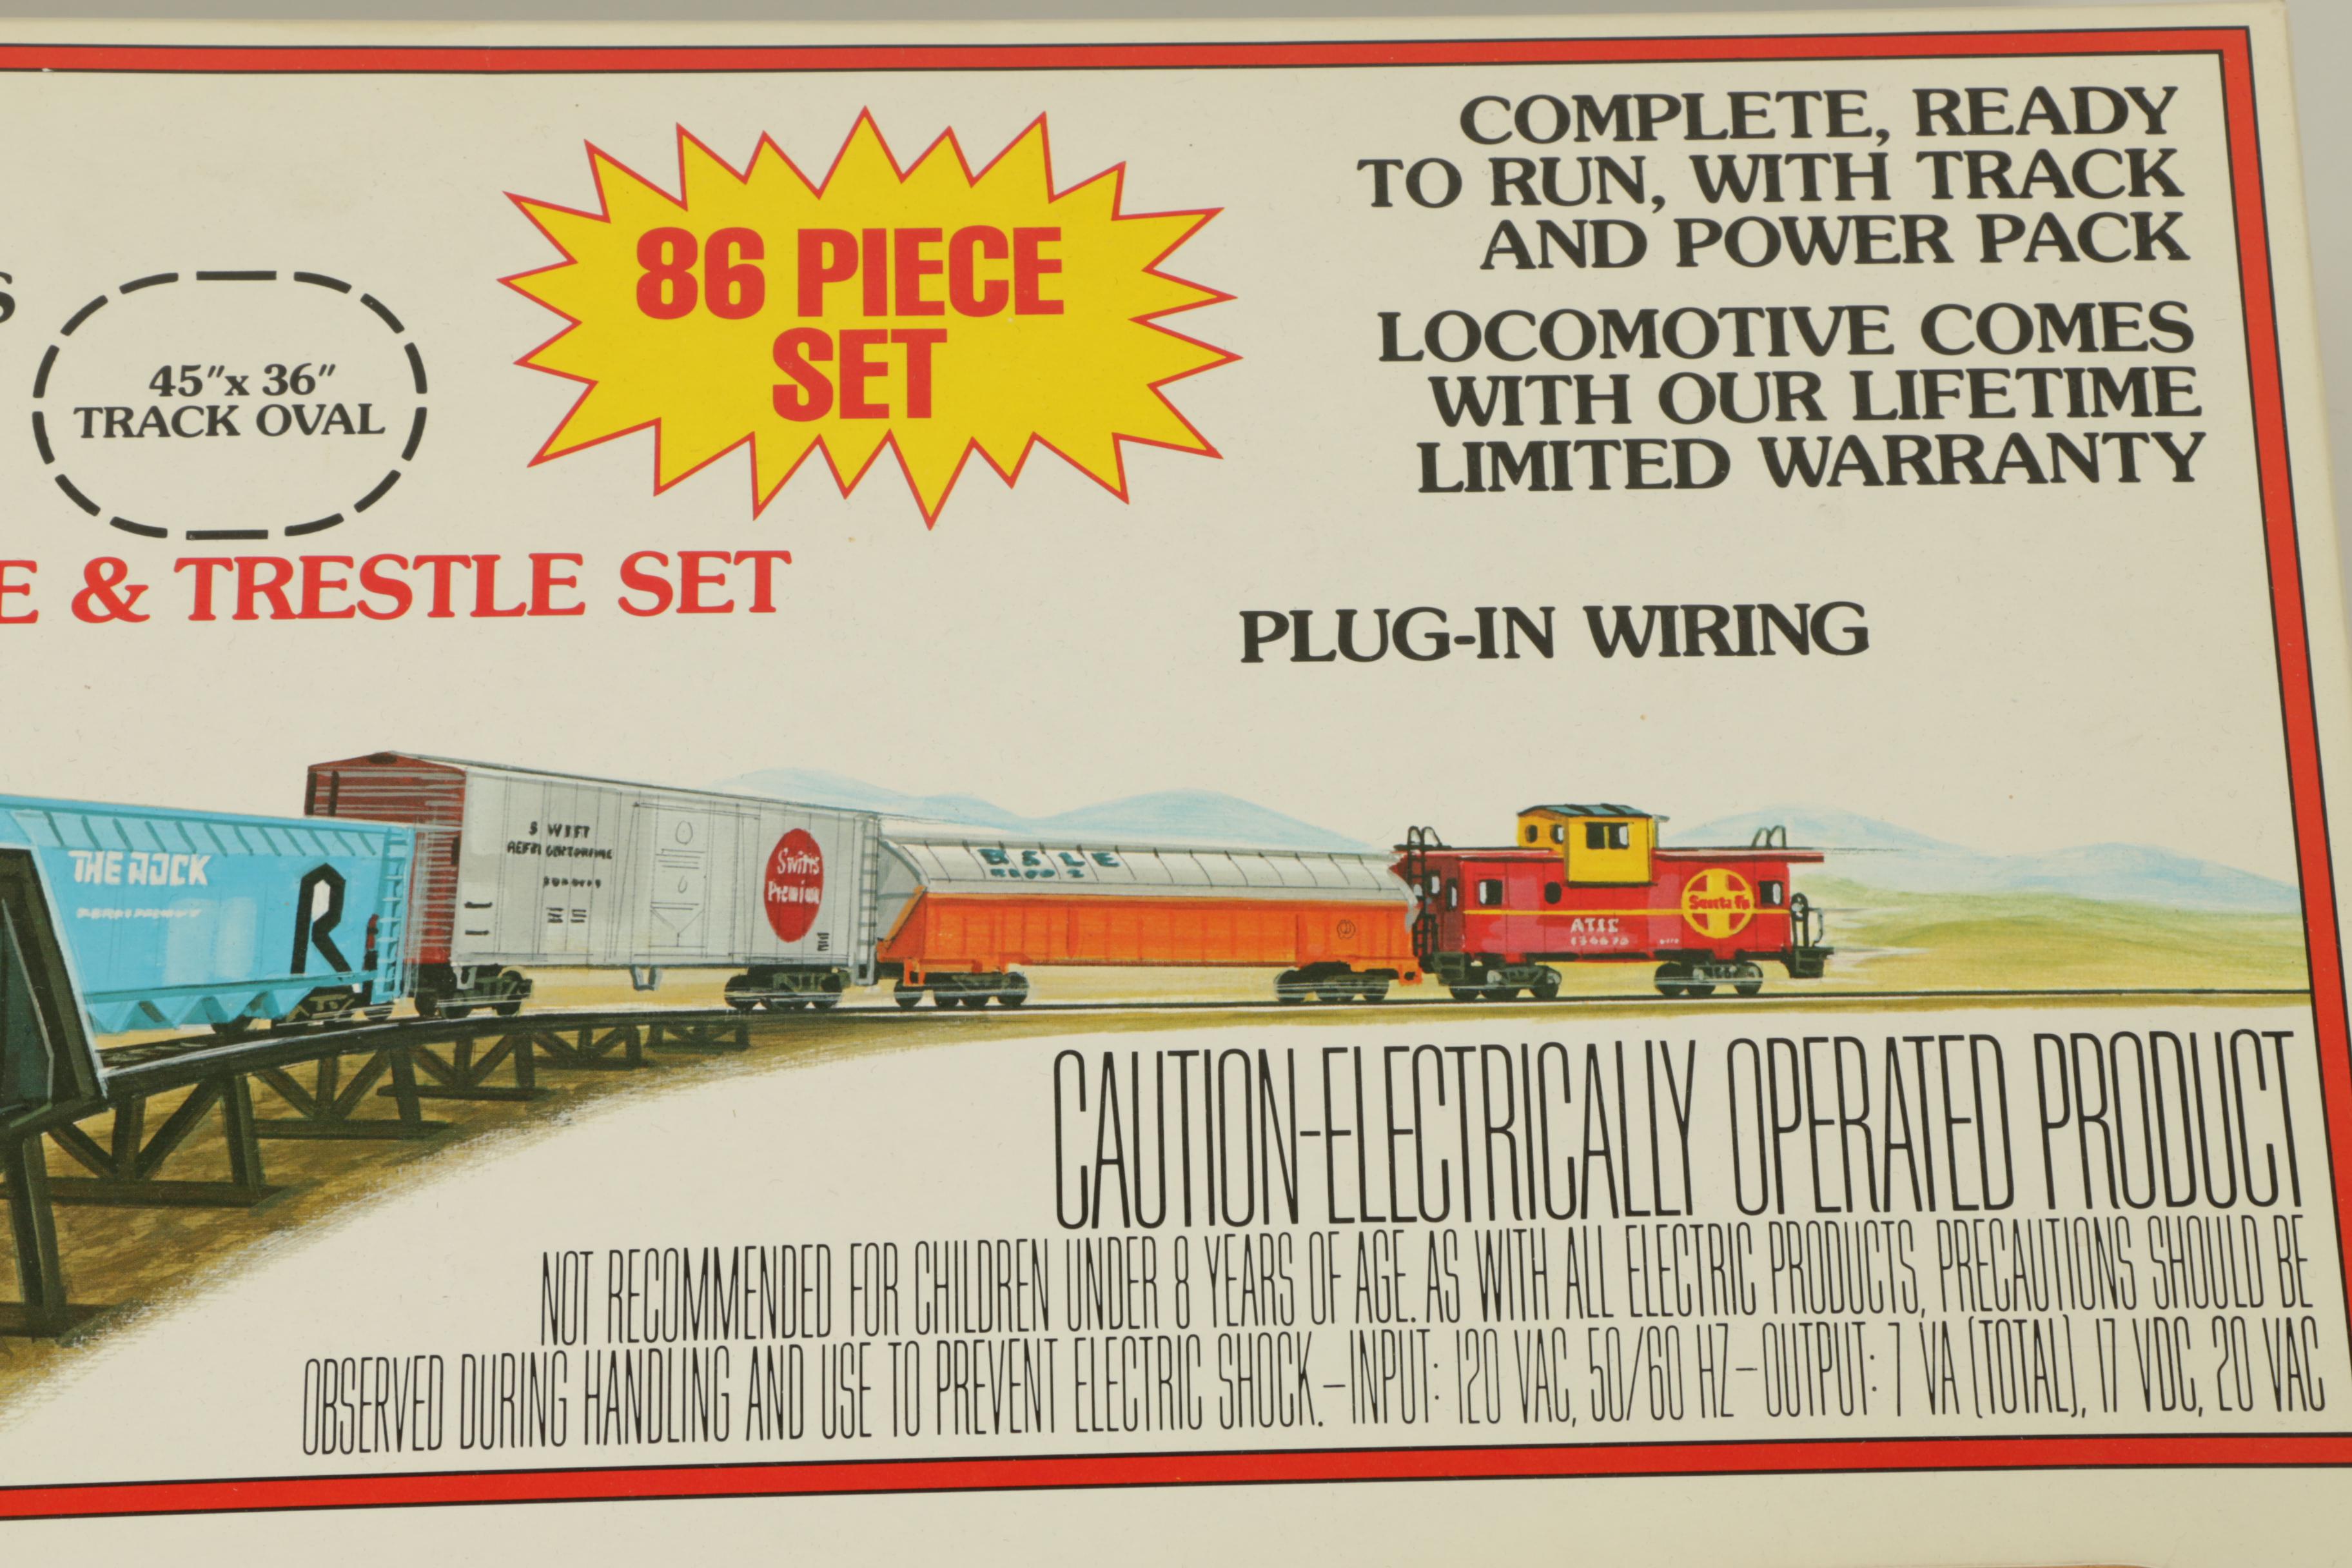 S
45"x 36"
TRACK OVAL
86 PIECE
SET
COMPLETE, READY
TO RUN, WITH TRACK
AND POWER PACK
LOCOMOTIVE COMES
WITH OUR LIFETIME
LIMITED WARRANTY
E & TRESTLE SET
PLUG-IN WIRING
THE ROCK
R
SWIFT
Swifts
Premium
B & L E
Santa Fe
CAUTION-ELECTRICALLY OPERATED PRODUCT
NOT RECOMMENDED FOR CHILDREN UNDER 8 YEARS OF AGE. AS WITH ALL ELECTRIC PRODUCTS, PRECAUTIONS SHOULD BE
OBSERVED DURING HANDLING AND USE TO PREVENT ELECTRIC SHOCK.–INPUT: 120 VAC, 50/60 HZ–OUTPUT: 7 VA (TOTAL), 17 VDC, 20 VAC